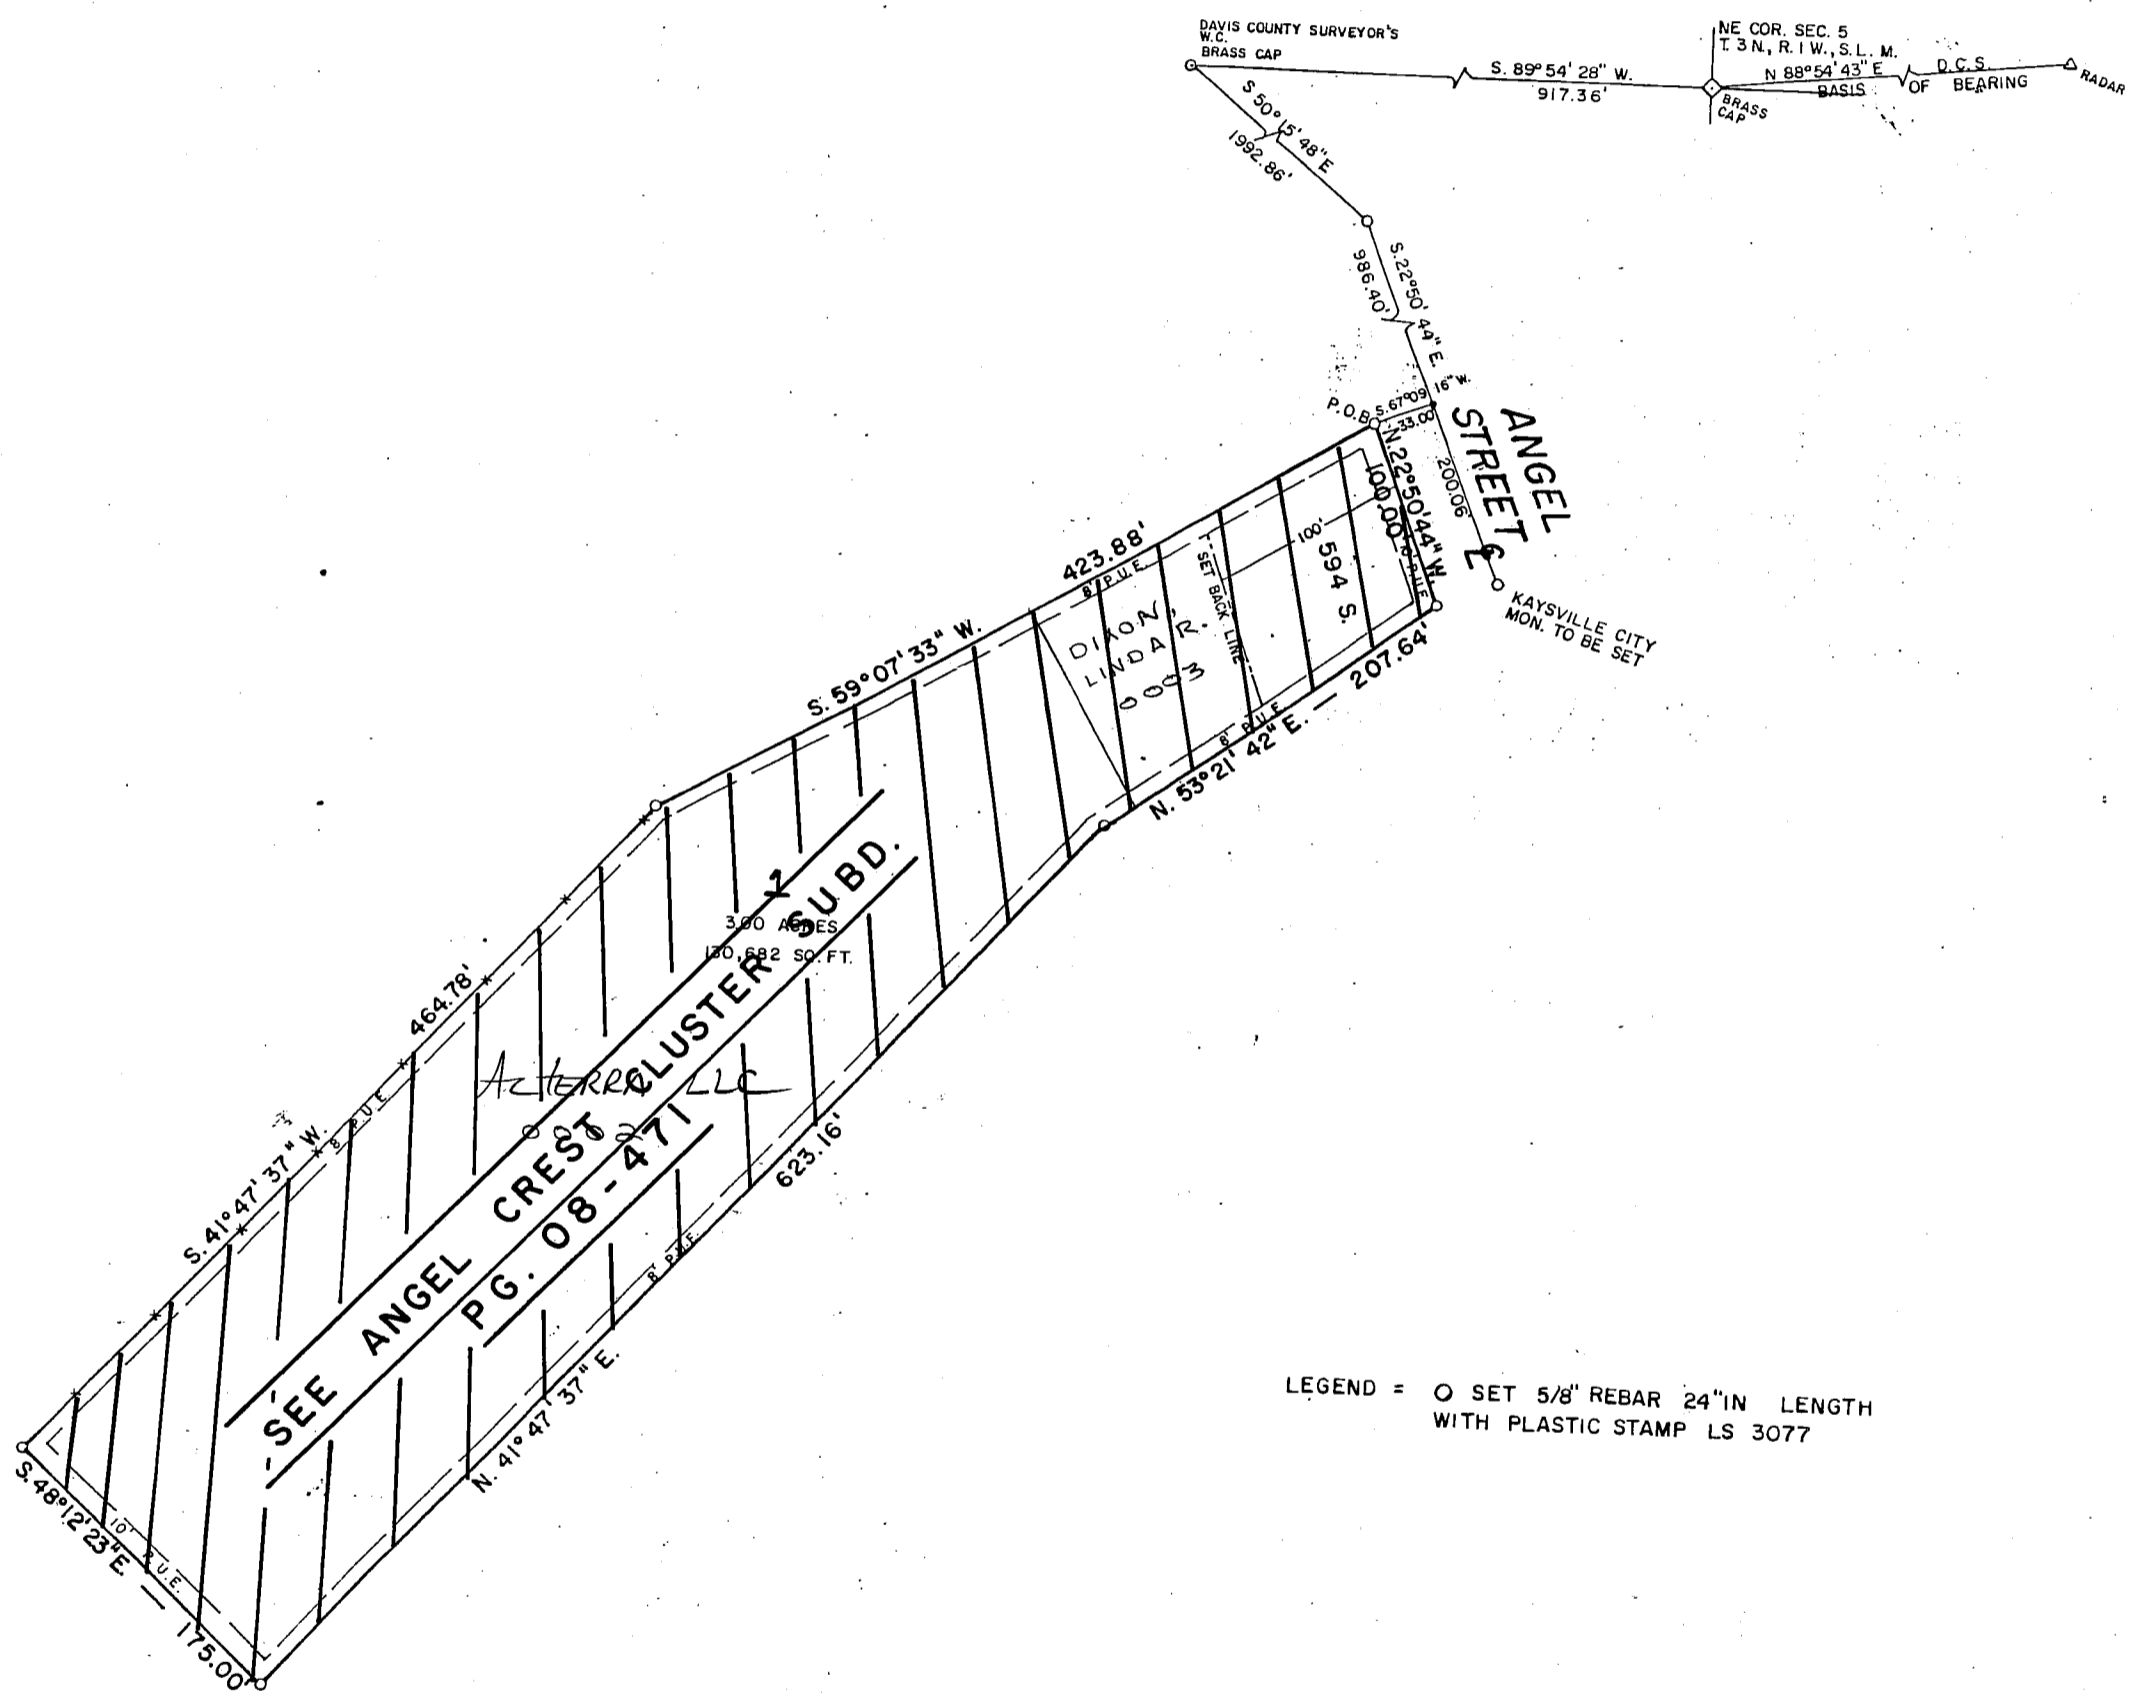 DAVIS COUNTY SURVEYOR'S
W.C.
BRASS CAP
S. 89° 54' 28" W.
917.36'
NE COR. SEC. 5
T. 3 N., R. 1 W., S.L.M.
N 88° 54' 43" E
D.C.S.
BASIS OF BEARING
RADAR
BRASS
CAP
S 50° 15' 48" E
1992.86'
S. 22° 50' 44" E.
986.40'
P.O.B.
S. 67° 09' 16" W.
33.00
ANGEL
STREET
200.06'
N. 22° 50' 44" W.
100.00'
10' P.U.E.
KAYSVILLE CITY
MON. TO BE SET
423.88'
8' P.U.E.
100'
594 S.
SET BACK LINE
DIXON,
LINDA R.
0003
S. 59° 07' 33" W.
8' P.U.E.
N. 53° 21' 42" E. — 207.64'
3.00 ACRES
130,682 SQ. FT.
464.78'
ACTERRA LLC
S. 41° 47' 37" W.
8' P.U.E.
- SEE ANGEL CREST CLUSTER SUBD.
PG. 08-471
623.16'
8' P.U.E.
N. 41° 47' 37" E.
S. 48° 12' 23" E. — 175.00'
10' P.U.E.
LEGEND = O SET 5/8" REBAR 24" IN LENGTH
WITH PLASTIC STAMP LS 3077